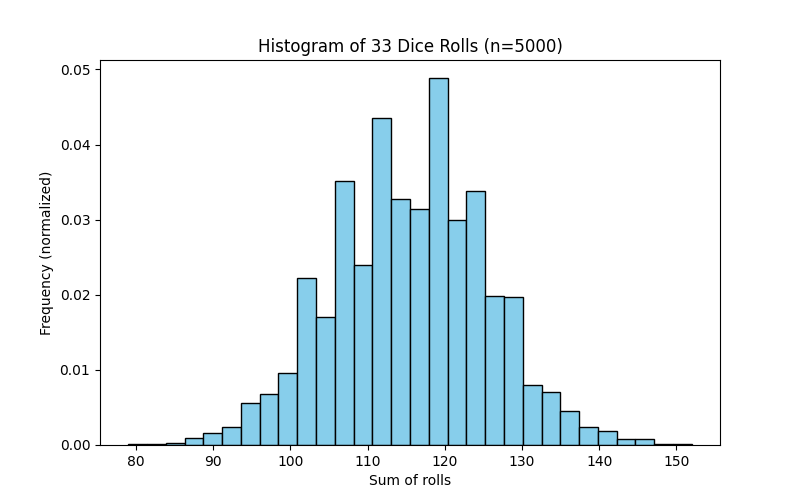 Histogram of 33 Dice Rolls (n=5000)
0.05
0.04
0.03
0.02
0.01
0.00
Frequency (normalized)
80 90 100 110 120 130 140 150
Sum of rolls